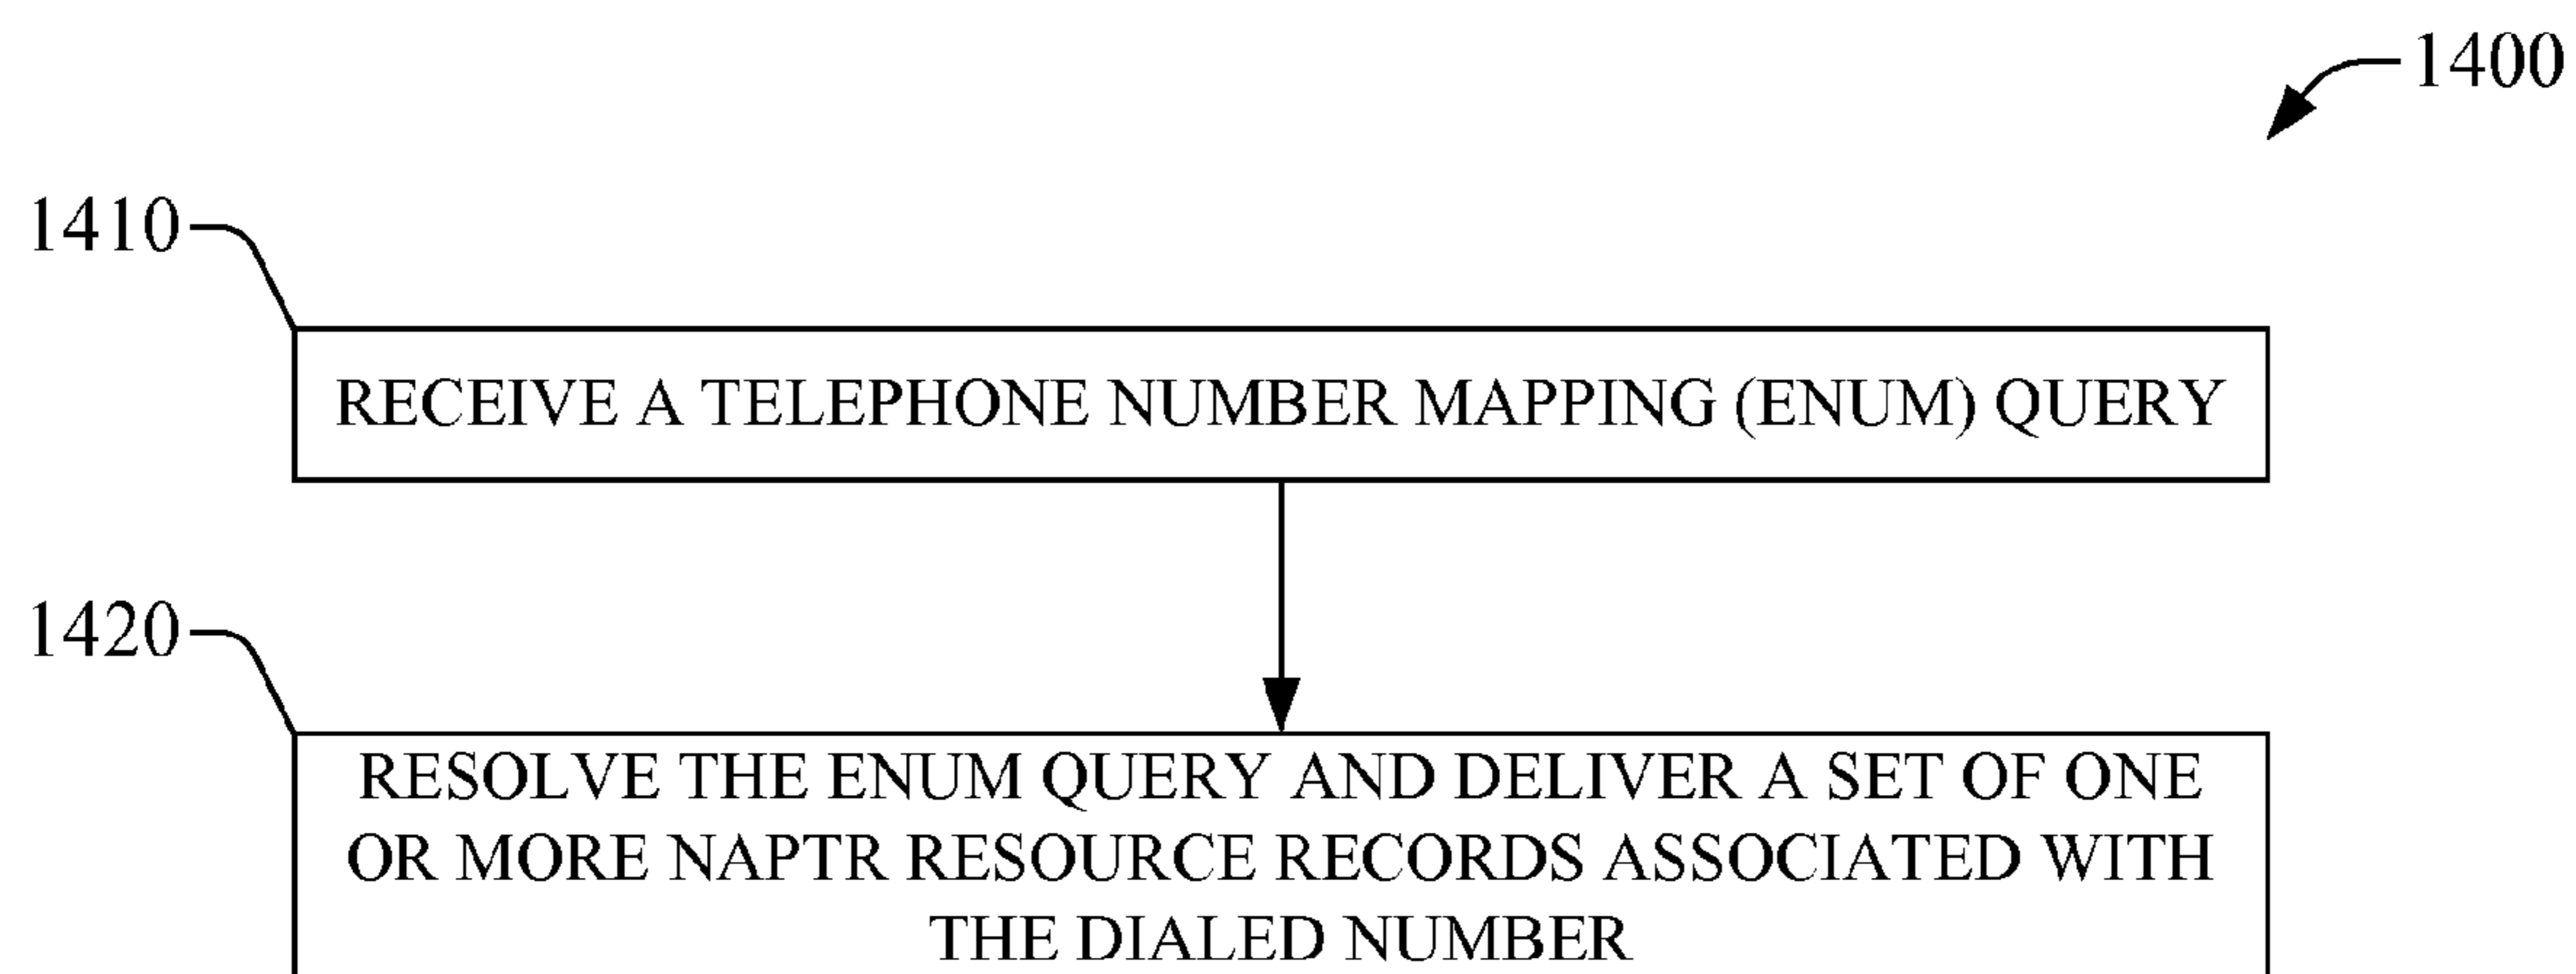 1400
1410
RECEIVE A TELEPHONE NUMBER MAPPING (ENUM) QUERY
1420
RESOLVE THE ENUM QUERY AND DELIVER A SET OF ONE
OR MORE NAPTR RESOURCE RECORDS ASSOCIATED WITH
THE DIALED NUMBER